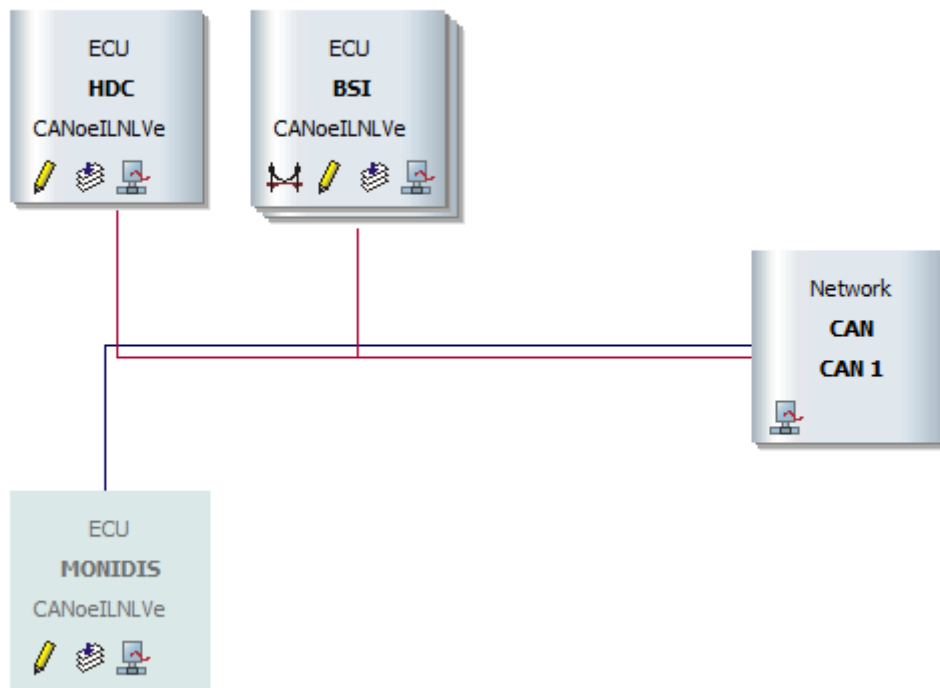 ECU
HDC
CANoeILNLVe
ECU
BSI
CANoeILNLVe
Network
CAN
CAN 1
ECU
MONIDIS
CANoeILNLVe